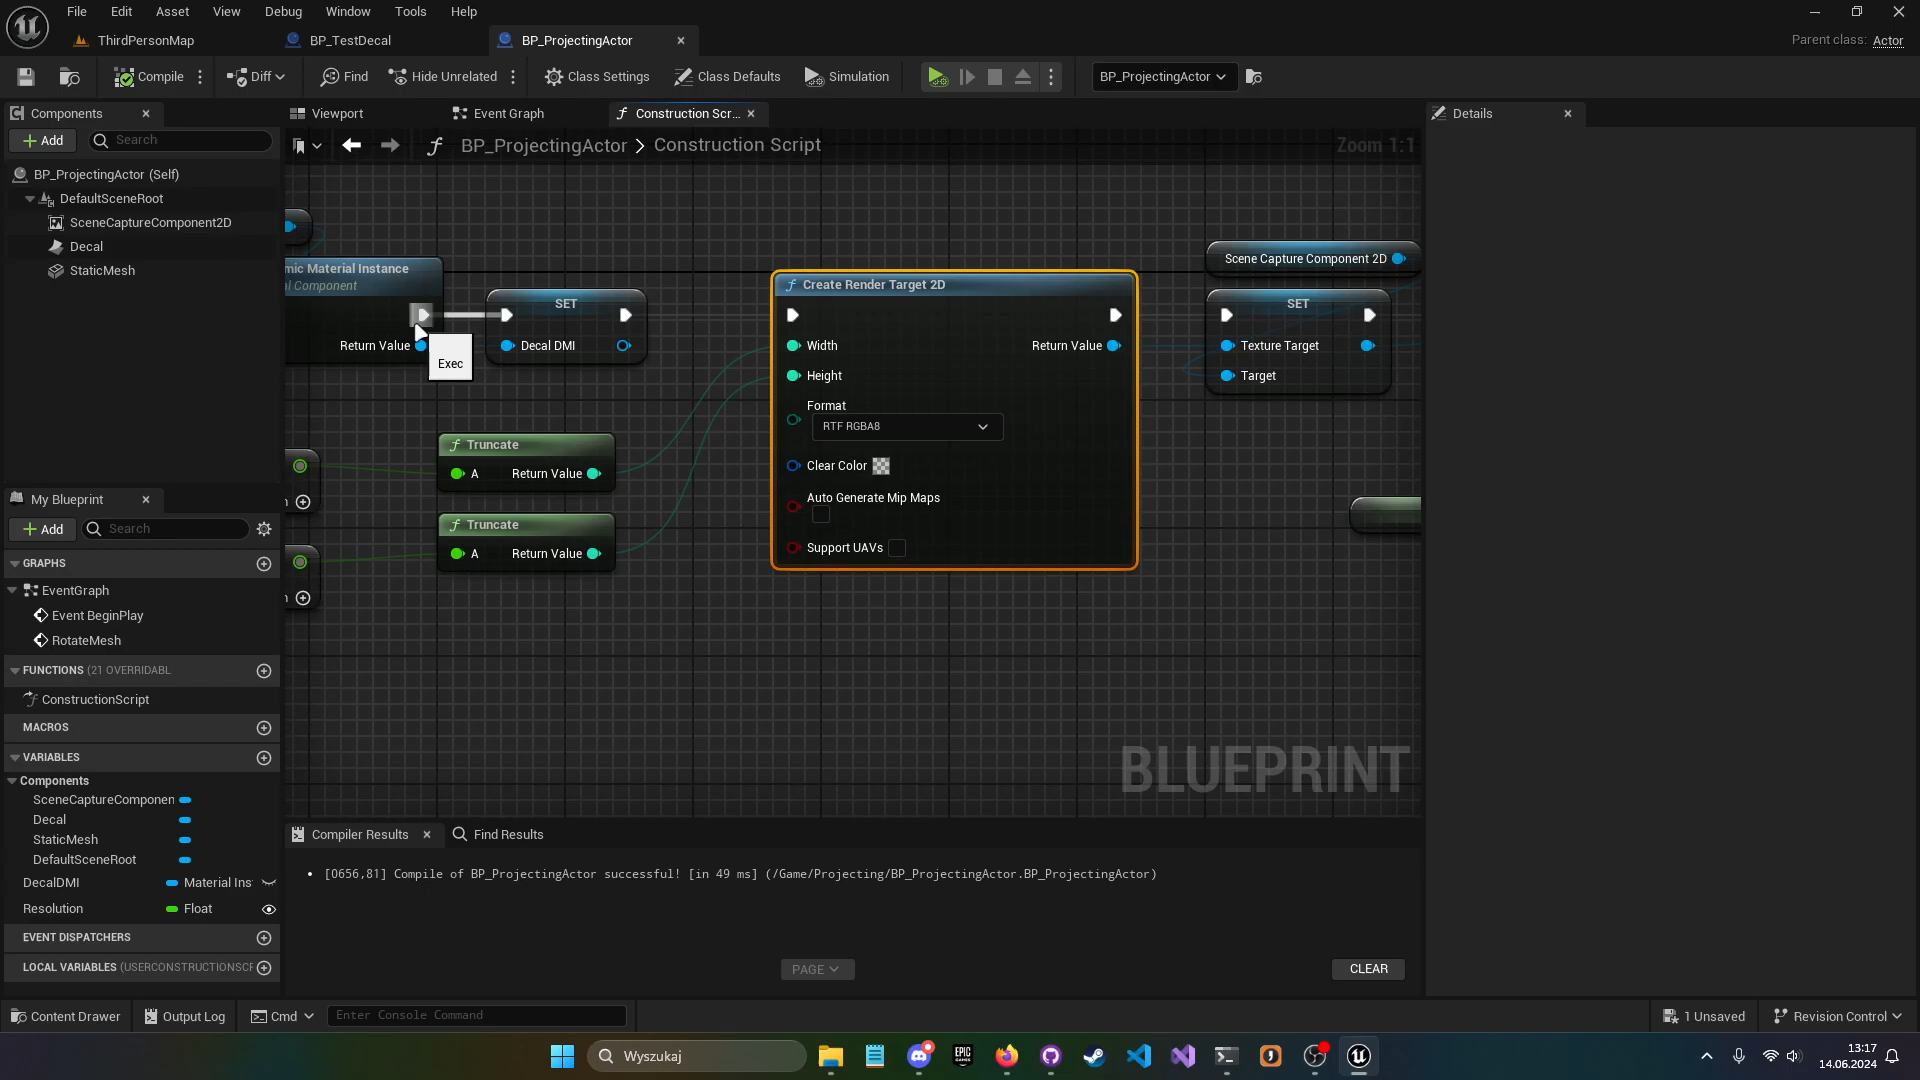 File Edit Asset View Debug Window Tools Help
ThirdPersonMap BP_TestDecal BP_ProjectingActor Parent class: Actor
Compile Diff Find Hide Unrelated Class Settings Class Defaults Simulation BP_ProjectingActor
Components Viewport Event Graph Construction Scr... Details
Add Search
BP_ProjectingActor > Construction Script Zoom 1:1
BP_ProjectingActor (Self)
DefaultSceneRoot
SceneCaptureComponent2D
Decal
StaticMesh
mic Material Instance
al Component
Return Value
Exec
SET
Decal DMI
Truncate
A Return Value
Truncate
A Return Value
Create Render Target 2D
Width Return Value
Height
Format
RTF RGBA8
Clear Color
Auto Generate Mip Maps
Support UAVs
Scene Capture Component 2D
SET
Texture Target
Target
BLUEPRINT
My Blueprint
Add Search
GRAPHS
EventGraph
Event BeginPlay
RotateMesh
FUNCTIONS (21 OVERRIDABL
ConstructionScript
MACROS
VARIABLES
Components
SceneCaptureComponen
Decal
StaticMesh
DefaultSceneRoot
DecalDMI Material Ins
Resolution Float
EVENT DISPATCHERS
LOCAL VARIABLES (USERCONSTRUCTIONSCF
Compiler Results Find Results
• [0656,81] Compile of BP_ProjectingActor successful! [in 49 ms] (/Game/Projecting/BP_ProjectingActor.BP_ProjectingActor)
PAGE CLEAR
Content Drawer Output Log Cmd Enter Console Command 1 Unsaved Revision Control
Wyszukaj
EPIC GAMES
13:17
14.06.2024